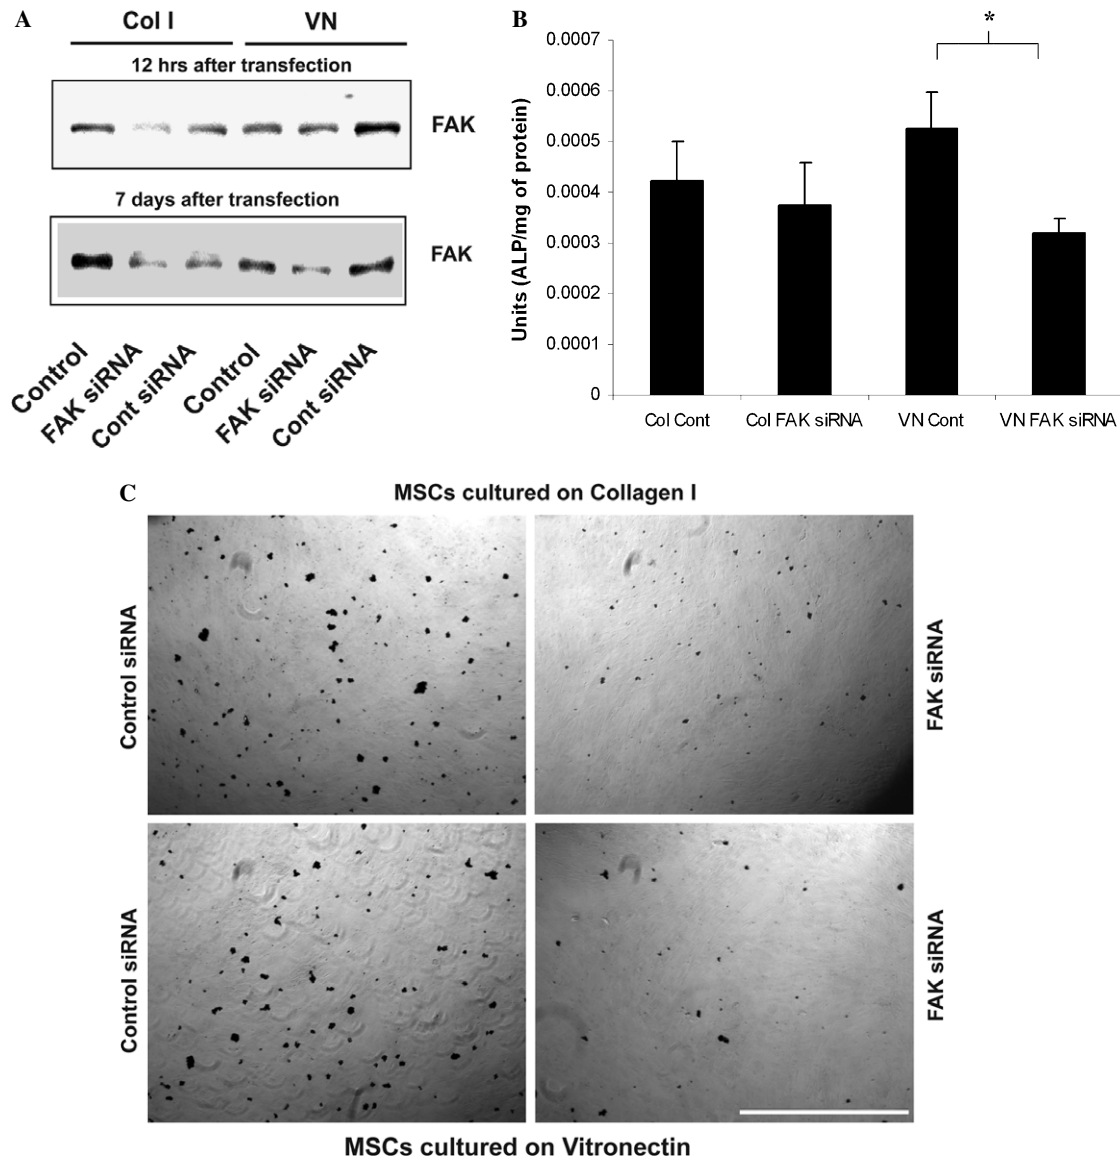 A
Col I VN
12 hrs after transfection
FAK
7 days after transfection
FAK
Control
FAK siRNA
Cont siRNA
Control
FAK siRNA
Cont siRNA
B
*
Units (ALP/mg of protein)
0.0007
0.0006
0.0005
0.0004
0.0003
0.0002
0.0001
0
Col Cont Col FAK siRNA VN Cont VN FAK siRNA
C
MSCs cultured on Collagen I
Control siRNA
FAK siRNA
Control siRNA
FAK siRNA
MSCs cultured on Vitronectin